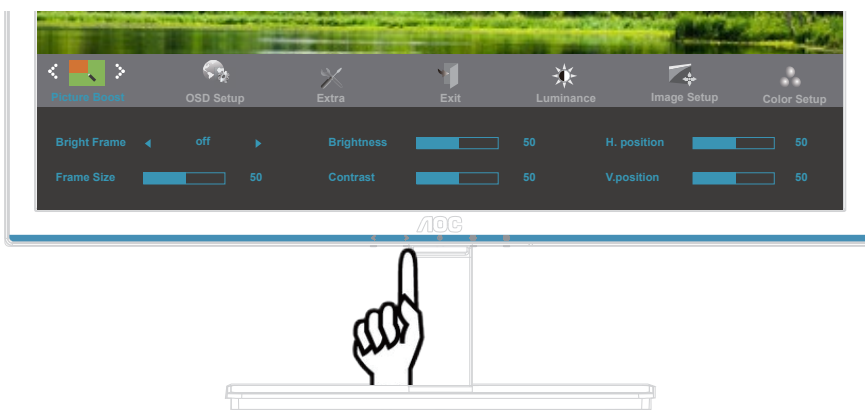 Picture Boost OSD Setup Extra Exit Luminance Image Setup Color Setup
Bright Frame off Brightness 50 H. position 50
Frame Size 50 Contrast 50 V.position 50
AOC